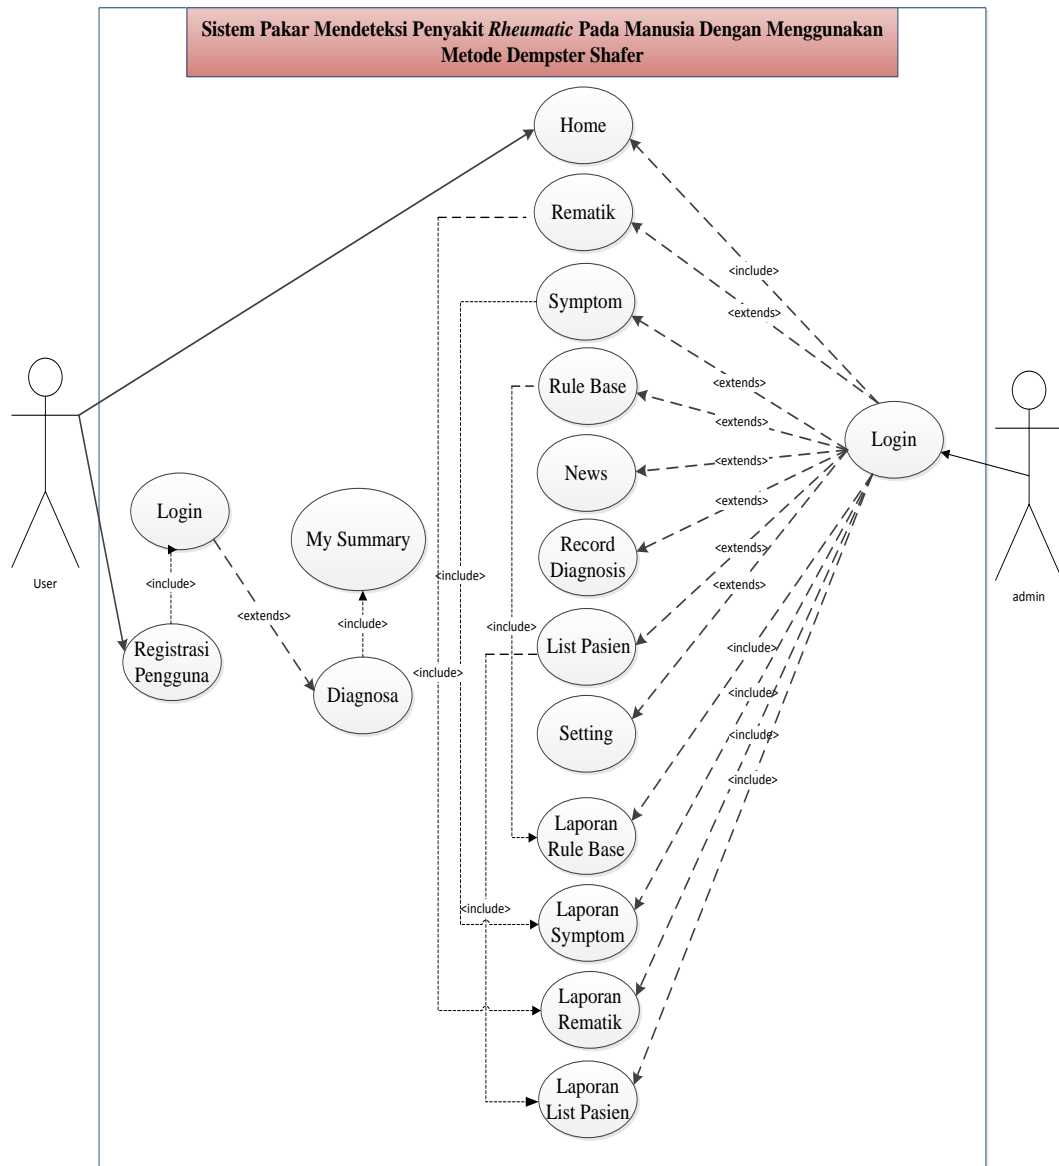 Sistem Pakar Mendeteksi Penyakit Rheumatic Pada Manusia Dengan Menggunakan
Metode Dempster Shafer
Home
Rematik
<include>
<extends>
Symptom
<extends>
Rule Base
<extends>
Login
<extends>
News
Login
<extends>
My Summary
Record
Diagnosis
<extends>
User
<include>
<include>
admin
<extends>
<extends>
<include>
<include>
Registrasi
Pengguna
List Pasien
<include>
<include>
Diagnosa
<include>
Setting
<include>
<include>
Laporan
Rule Base
<include>
Laporan
Symptom
Laporan
Rematik
Laporan
List Pasien